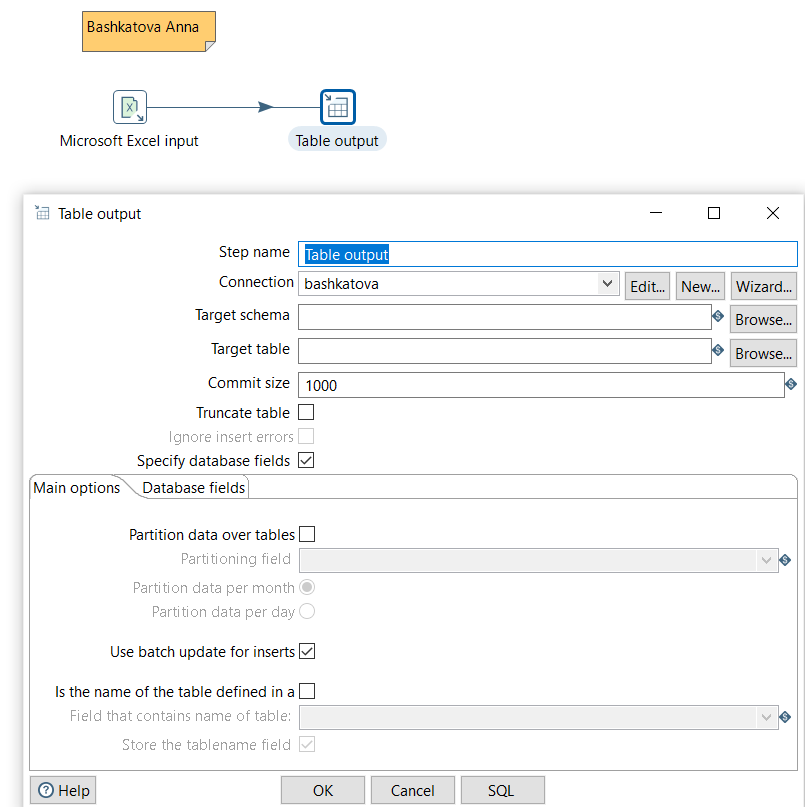 Bashkatova Anna
Microsoft Excel input
Table output
Table output
Step name Table output
Connection bashkatova Edit... New... Wizard...
Target schema Browse...
Target table Browse...
Commit size 1000
Truncate table
Ignore insert errors
Specify database fields
Main options Database fields
Partition data over tables
Partitioning field
Partition data per month
Partition data per day
Use batch update for inserts
Is the name of the table defined in a
Field that contains name of table:
Store the tablename field
Help OK Cancel SQL